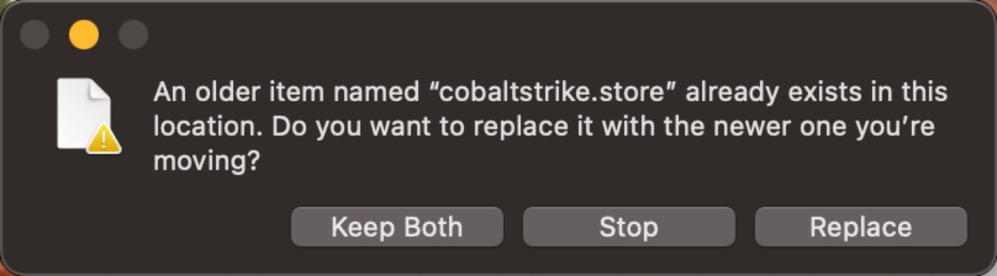 An older item named “cobaltstrike.store” already exists in this
location. Do you want to replace it with the newer one you’re
moving?
Keep Both
Stop
Replace